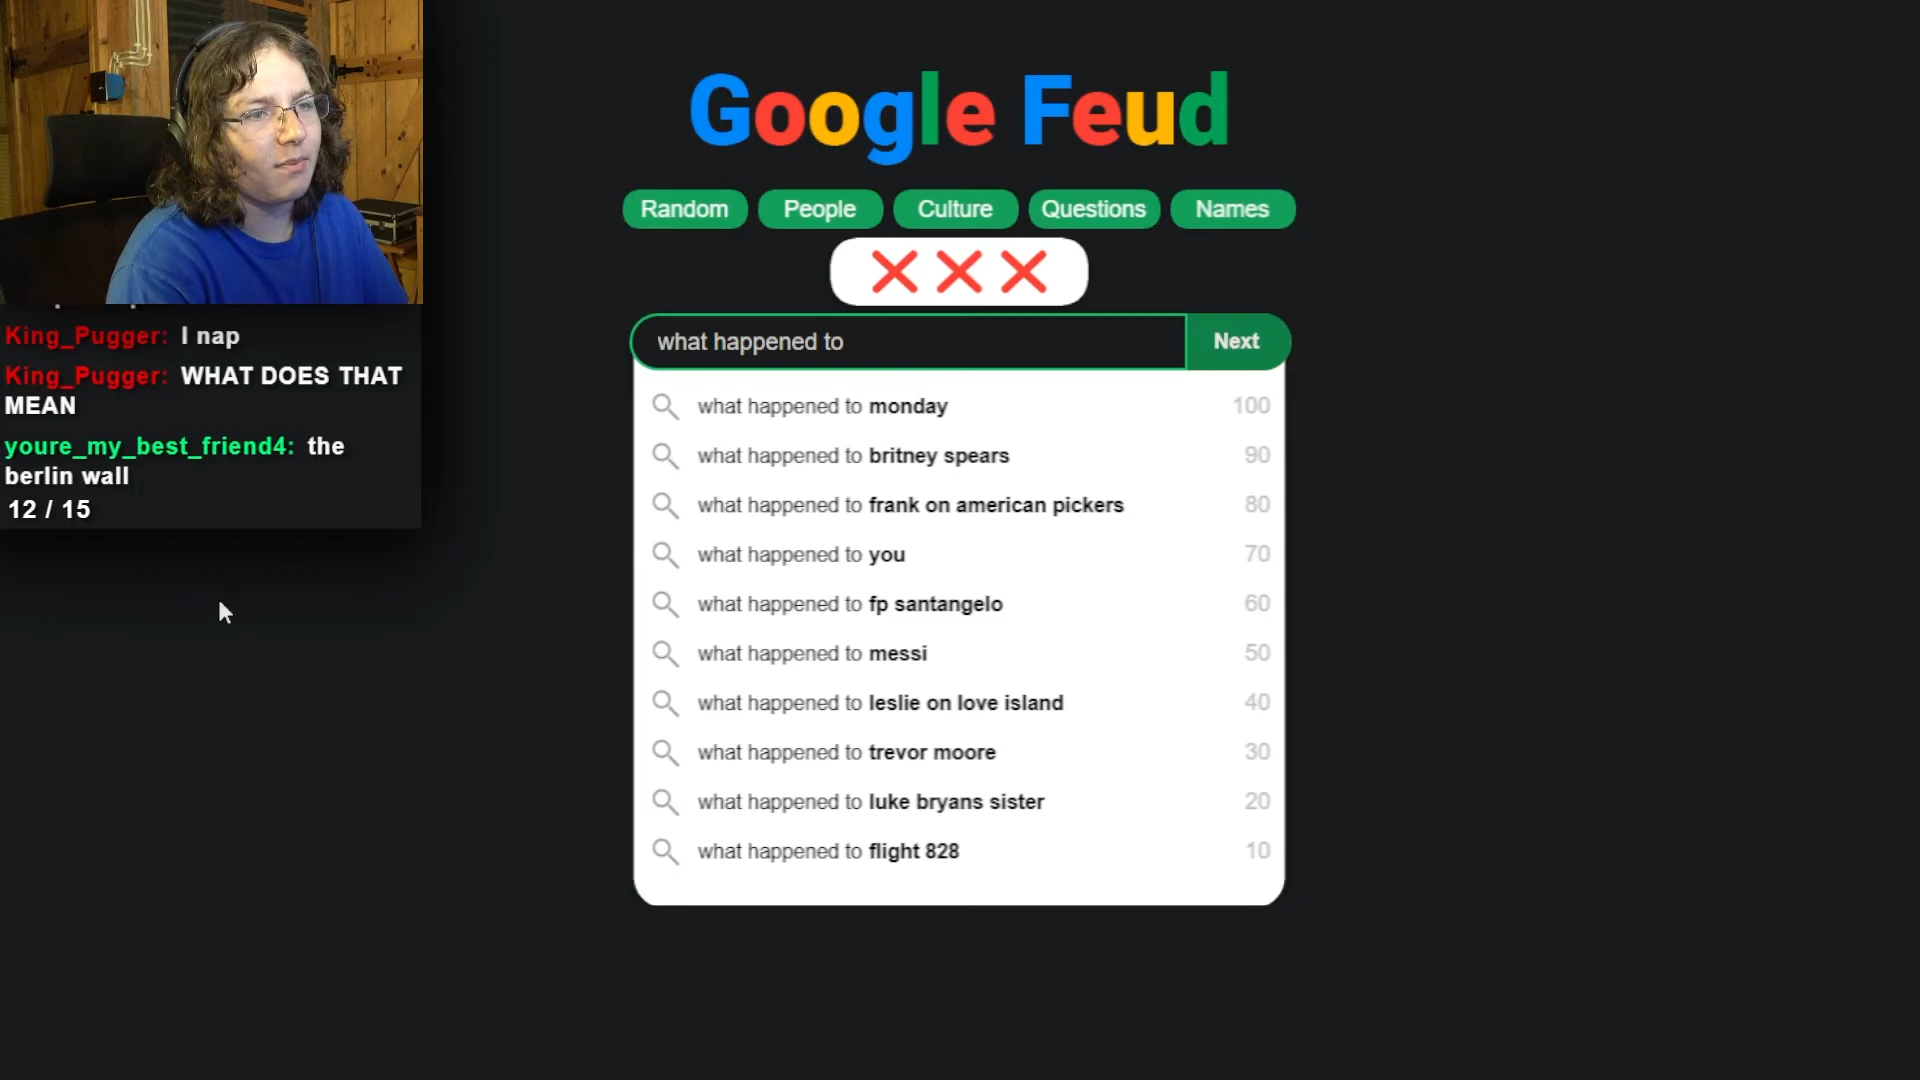 Google Feud
Random People Culture Questions Names
what happened to
Next
what happened to monday 100
what happened to britney spears 90
what happened to frank on american pickers 80
what happened to you 70
what happened to fp santangelo 60
what happened to messi 50
what happened to leslie on love island 40
what happened to trevor moore 30
what happened to luke bryans sister 20
what happened to flight 828 10
King_Pugger: I nap
King_Pugger: WHAT DOES THAT
MEAN
youre_my_best_friend4: the
berlin wall
12 / 15